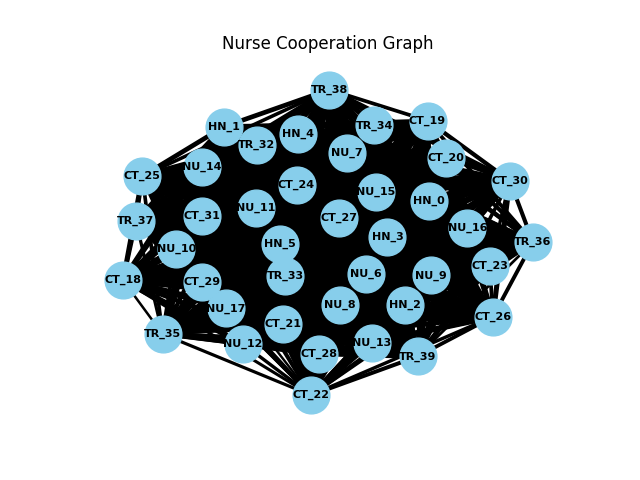 Nurse Cooperation Graph
TR_38
HN_1
CT_19
TR_34
HN_4
TR_32
NU_7
CT_20
NU_14
CT_25
CT_30
CT_24
NU_15
HN_0
NU_11
CT_31
CT_27
TR_37
NU_16
HN_3
TR_36
HN_5
NU_10
CT_23
NU_6
NU_9
TR_33
CT_18
CT_29
NU_8
HN_2
NU_17
CT_26
CT_21
TR_35
NU_13
NU_12
CT_28
TR_39
CT_22